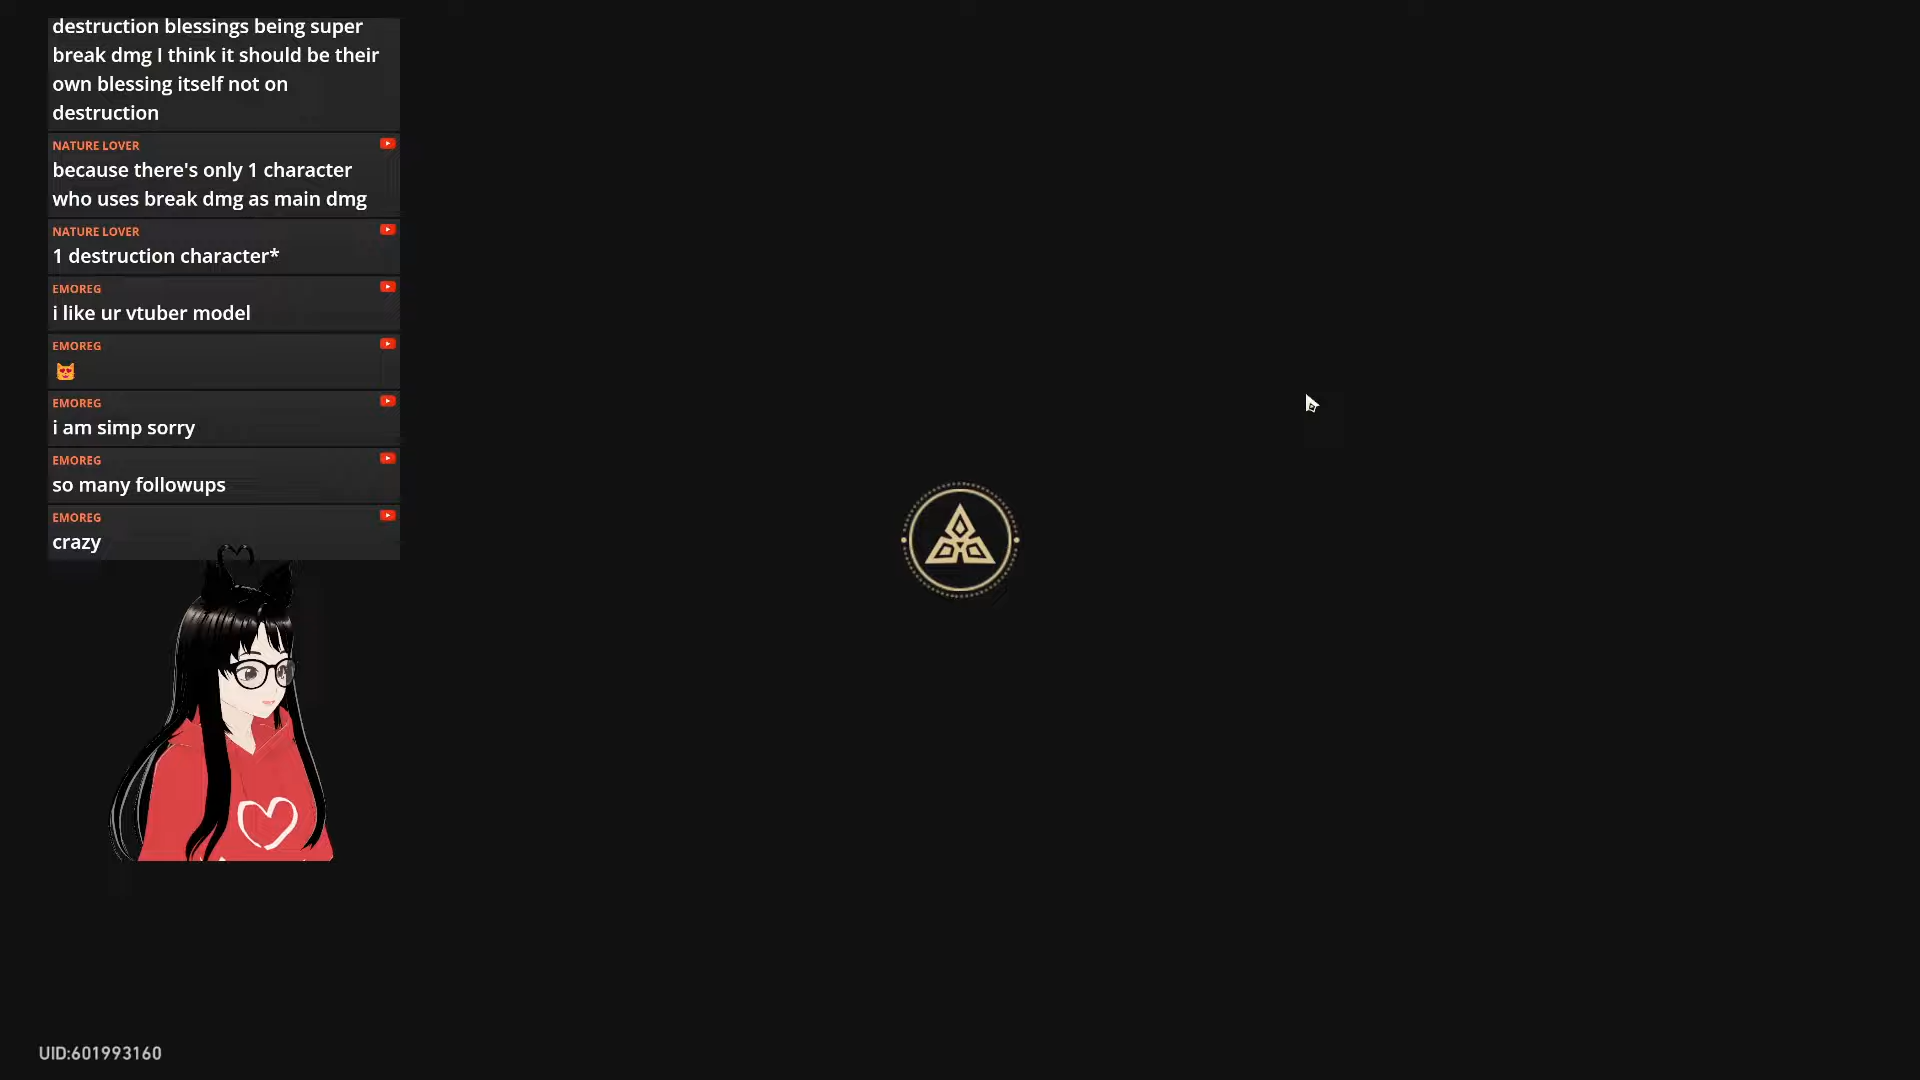 destruction blessings being super
break dmg I think it should be their
own blessing itself not on
destruction
NATURE LOVER
because there's only 1 character
who uses break dmg as main dmg
NATURE LOVER
1 destruction character*
EMOREG
i like ur vtuber model
EMOREG
😻
EMOREG
i am simp sorry
EMOREG
so many followups
EMOREG
crazy
UID:601993160